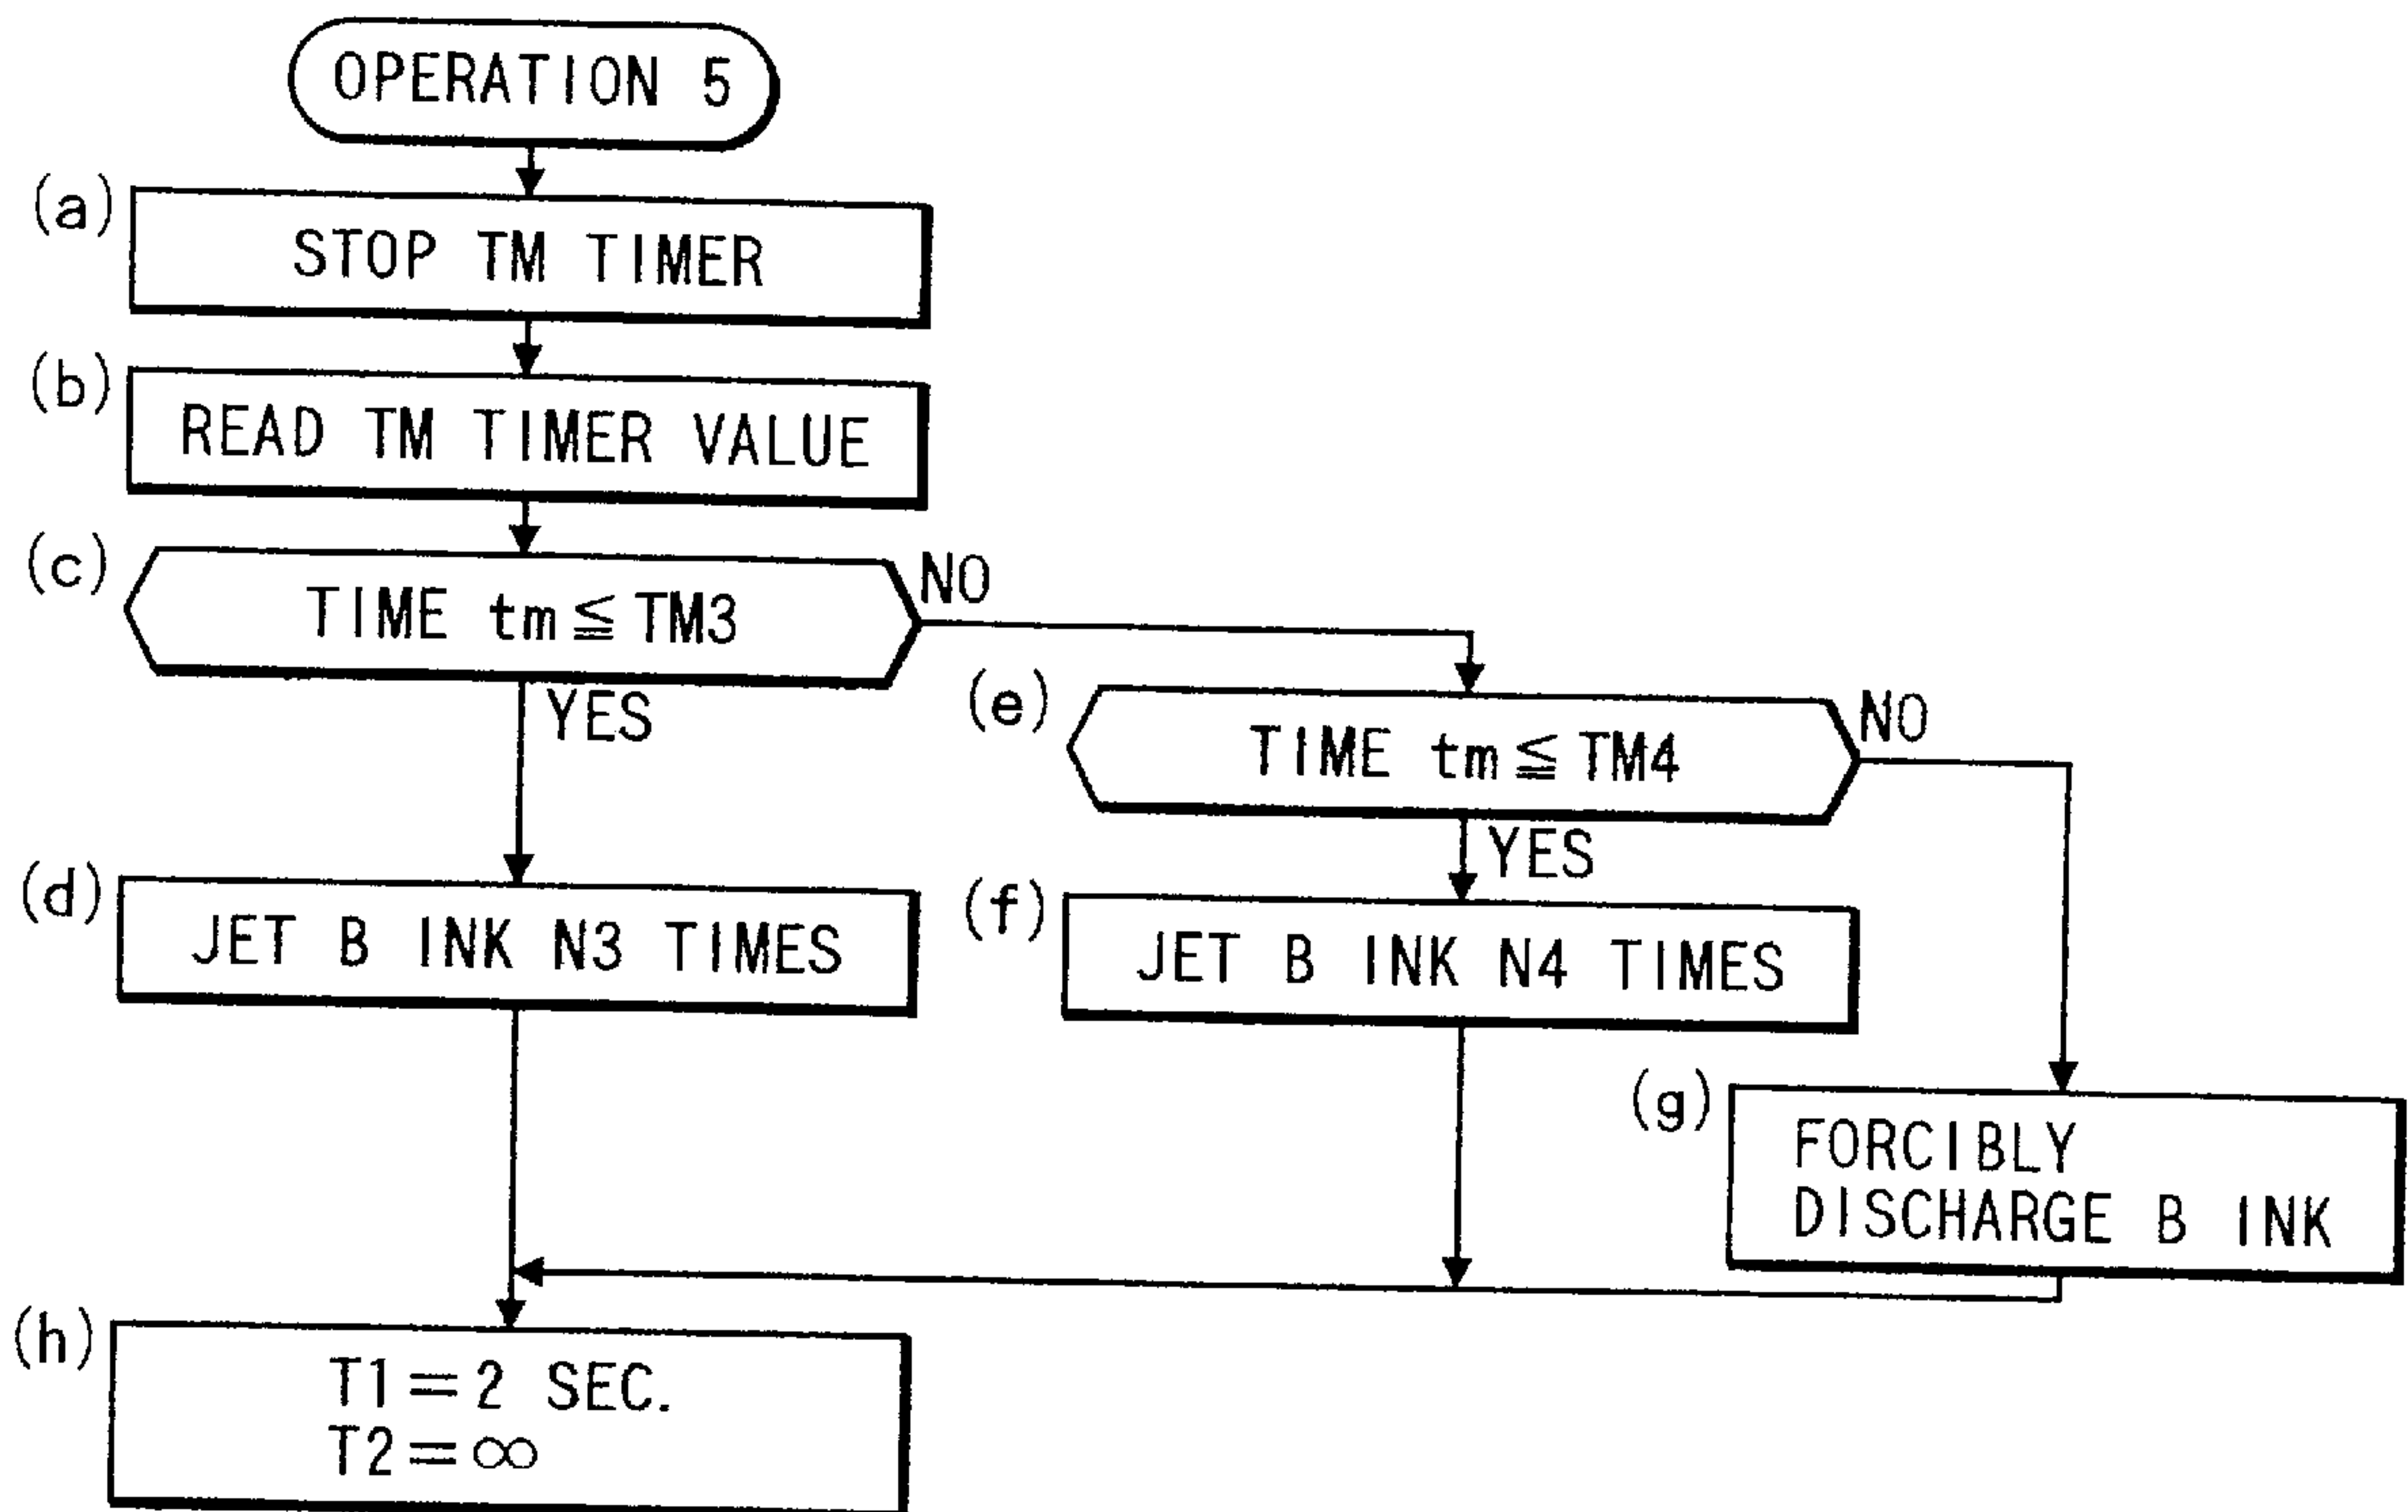 OPERATION 5
(a)
STOP TM TIMER
(b)
READ TM TIMER VALUE
(c)
TIME tm≦TM3
NO
YES
(e)
TIME tm≦TM4
NO
YES
(d)
JET B INK N3 TIMES
(f)
JET B INK N4 TIMES
(g)
FORCIBLY
DISCHARGE B INK
(h)
T1=2 SEC.
T2=∞